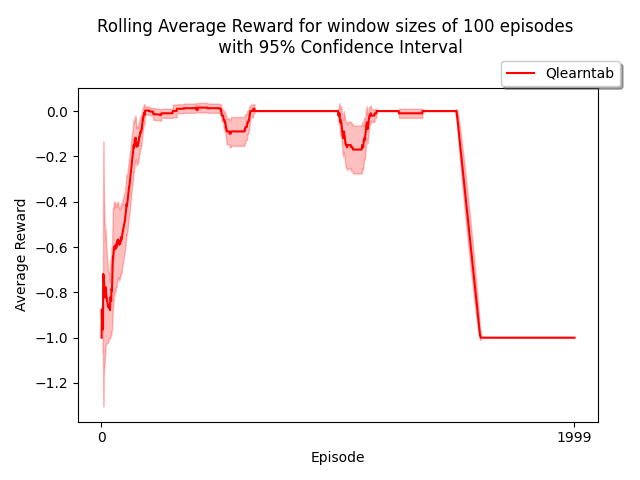 Rolling Average Reward for window sizes of 100 episodes
with 95% Confidence Interval
Qlearntab
0.0
−0.2
−0.4
−0.6
−0.8
−1.0
−1.2
Average Reward
0
1999
Episode